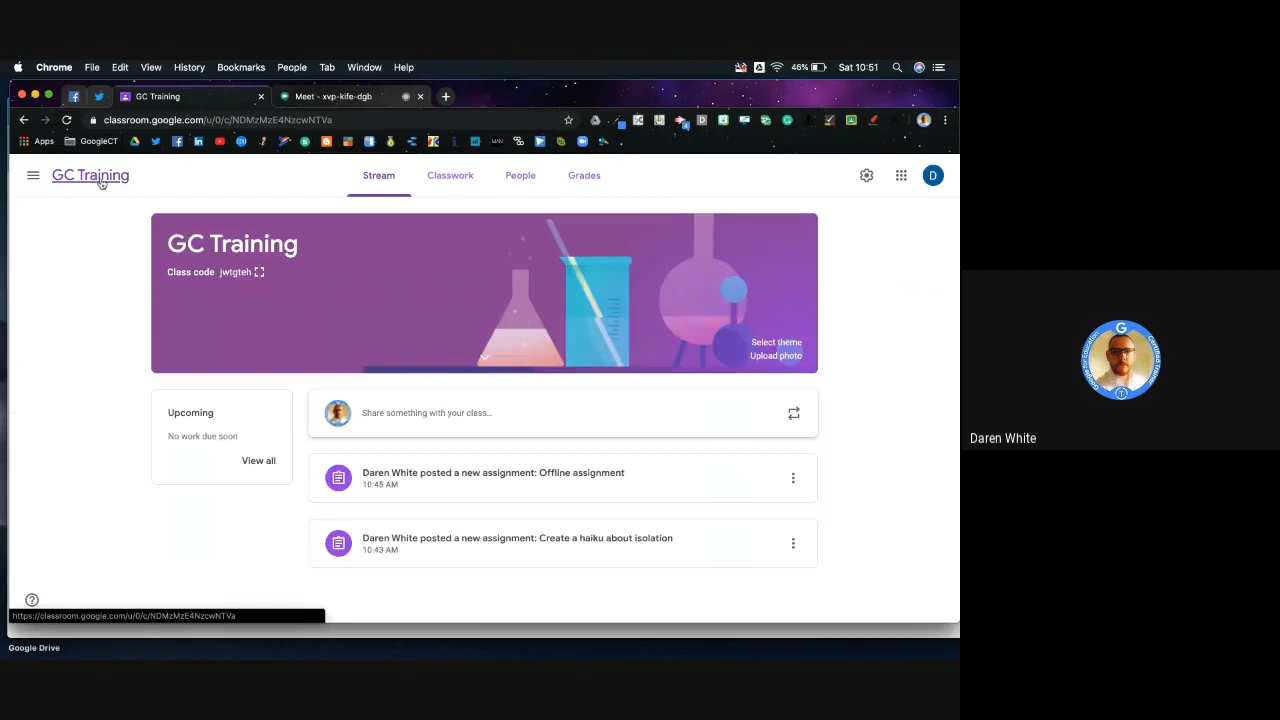 Chrome File Edit View History Bookmarks People Tab Window Help 46% Sat 10:51
GC Training Meet - xvp-kife-dgb
classroom.google.com/u/0/c/NDMzMzE4NzcwNTVa
Apps GoogleCT
GC Training Stream Classwork People Grades D
GC Training
Class code jwtgteh
Select theme
Upload photo
Upcoming
No work due soon
View all
Share something with your class...
Daren White posted a new assignment: Offline assignment
10:45 AM
Daren White posted a new assignment: Create a haiku about isolation
10:43 AM
https://classroom.google.com/u/0/c/NDMzMzE4NzcwNTVa
Google Drive
Daren White